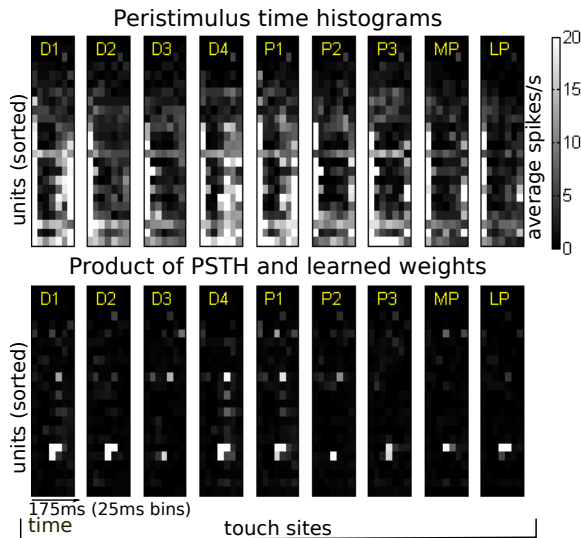 Peristimulus time histograms
D1 D2 D3 D4 P1 P2 P3 MP LP
20
15
10
5
0
average spikes/s
units (sorted)
Product of PSTH and learned weights
D1 D2 D3 D4 P1 P2 P3 MP LP
units (sorted)
175ms (25ms bins)
time
touch sites